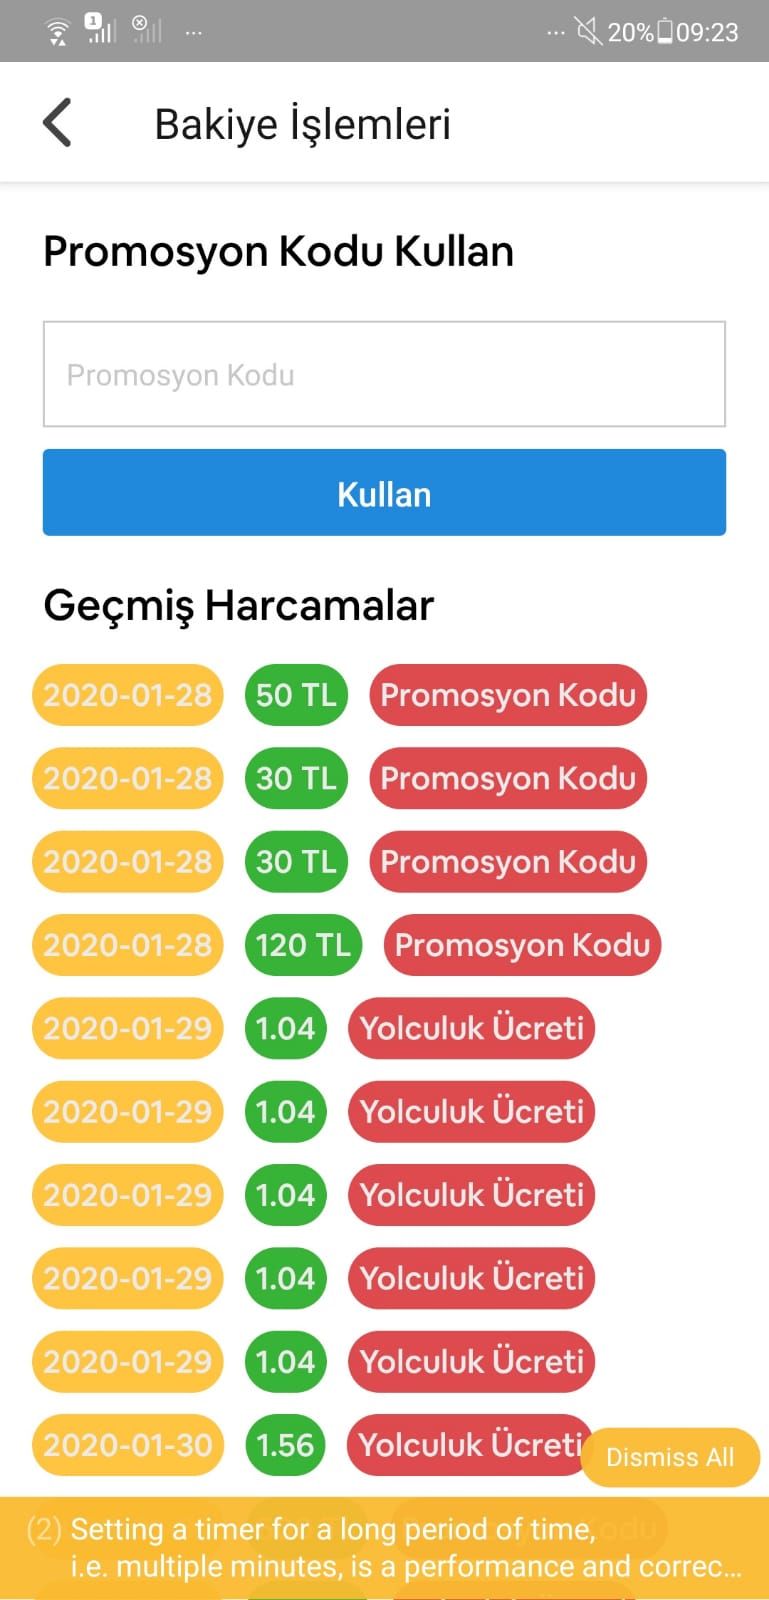 1
... ... 20% 09:23
Bakiye İşlemleri
Promosyon Kodu Kullan
Promosyon Kodu
Kullan
Geçmiş Harcamalar
2020-01-28 50 TL Promosyon Kodu
2020-01-28 30 TL Promosyon Kodu
2020-01-28 30 TL Promosyon Kodu
2020-01-28 120 TL Promosyon Kodu
2020-01-29 1.04 Yolculuk Ücreti
2020-01-29 1.04 Yolculuk Ücreti
2020-01-29 1.04 Yolculuk Ücreti
2020-01-29 1.04 Yolculuk Ücreti
2020-01-29 1.04 Yolculuk Ücreti
2020-01-30 1.56 Yolculuk Ücreti
Dismiss All
(2) Setting a timer for a long period of time,
i.e. multiple minutes, is a performance and correc...